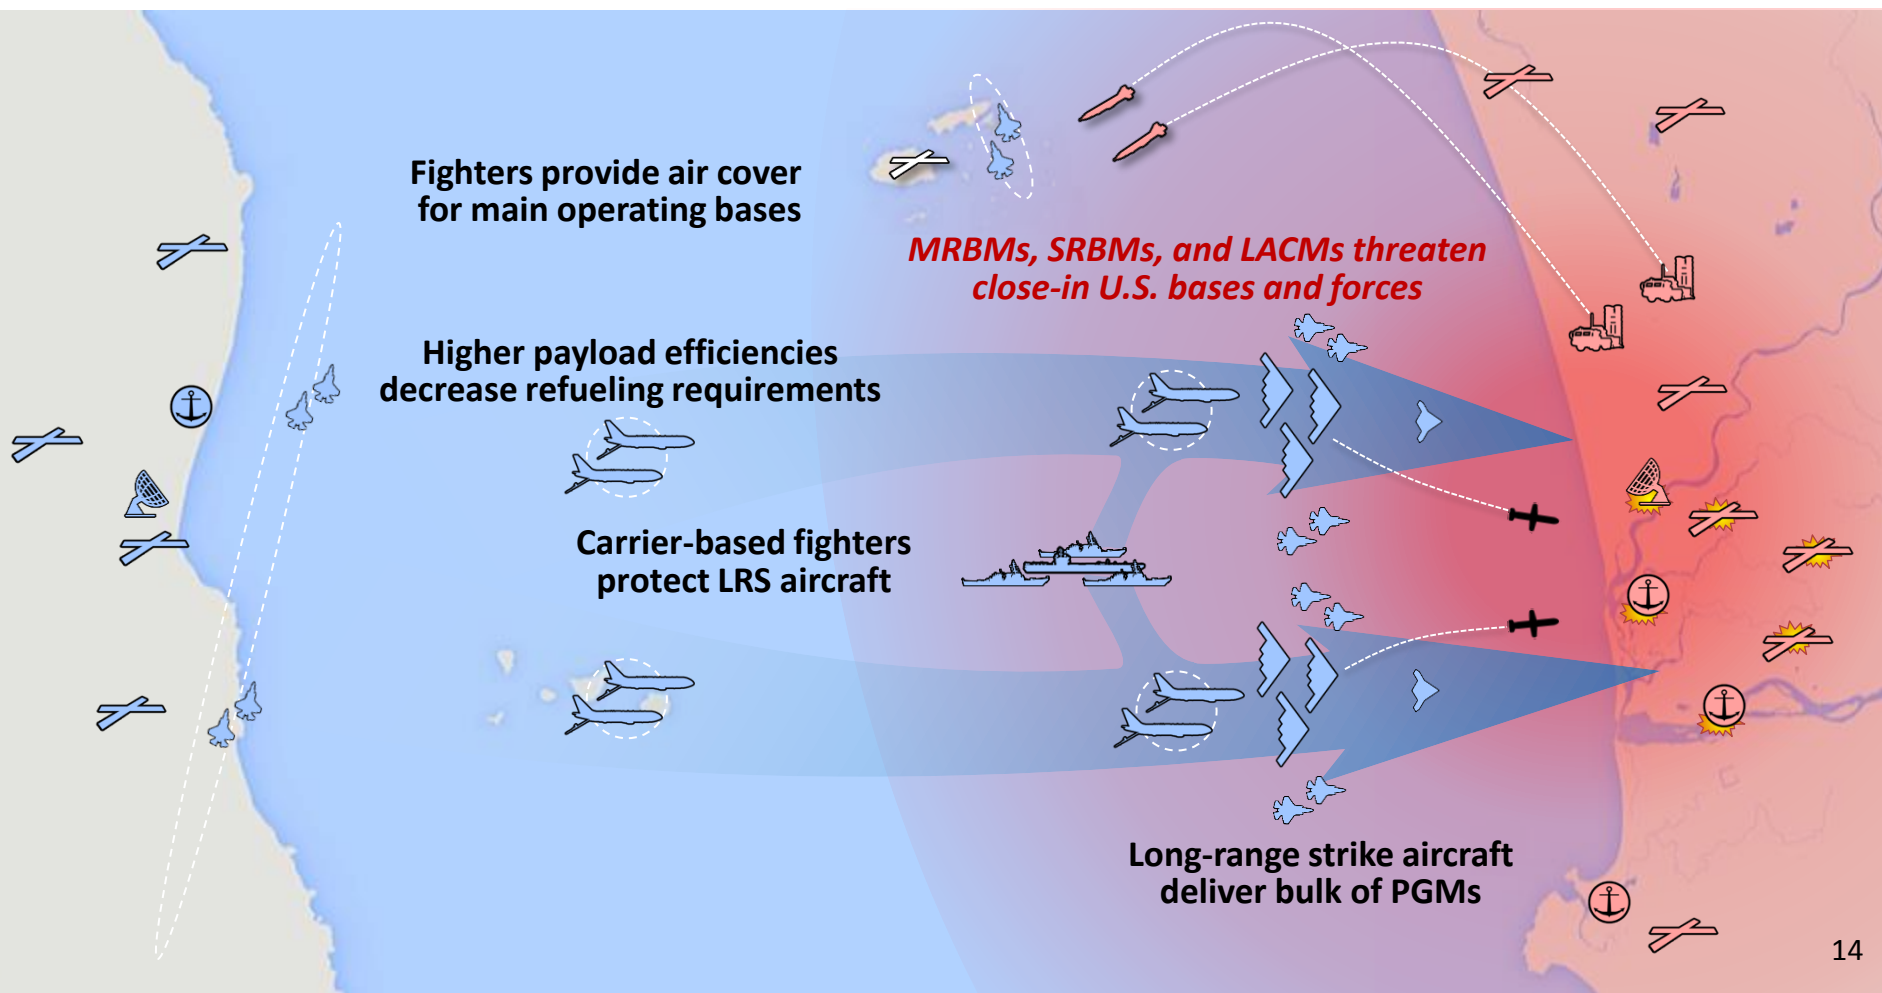 Fighters provide air cover
for main operating bases
MRBMs, SRBMs, and LACMs threaten
close-in U.S. bases and forces
Higher payload efficiencies
decrease refueling requirements
Carrier-based fighters
protect LRS aircraft
Long-range strike aircraft
deliver bulk of PGMs
14